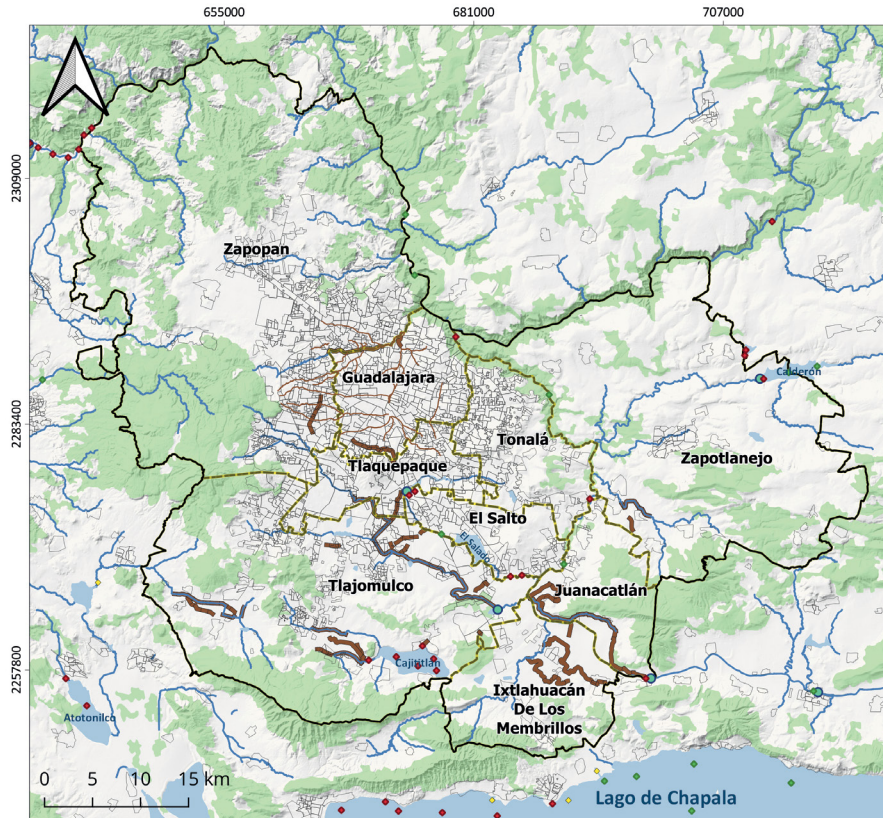 655000
681000
707000
2309000
2283400
2257800
Zapopan
Guadalajara
Calderón
Tonalá
Tlaquepaque
Zapotlanejo
El Salto
El Salado
Tlajomulco
Juanacatlán
Cajititlán
Ixtlahuacán
De Los
Membrillos
Atotonilco
0 5 10 15 km
Lago de Chapala